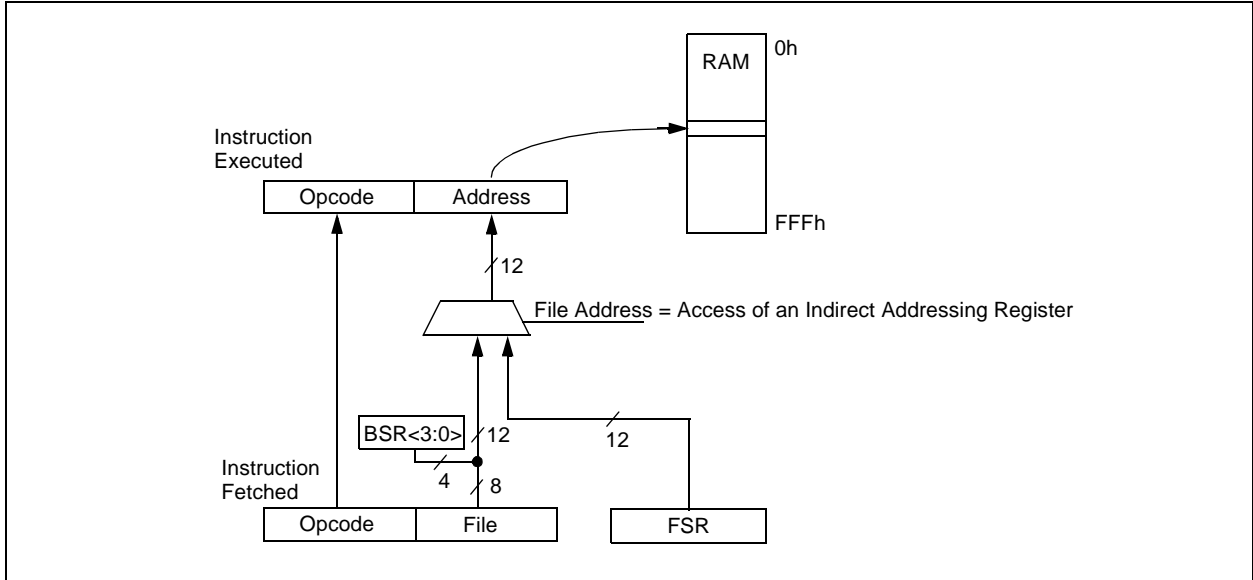 0h
RAM
Instruction
Executed
Opcode
Address
FFFh
12
File Address = Access of an Indirect Addressing Register
BSR<3:0>
12
12
4
8
Instruction
Fetched
Opcode
File
FSR